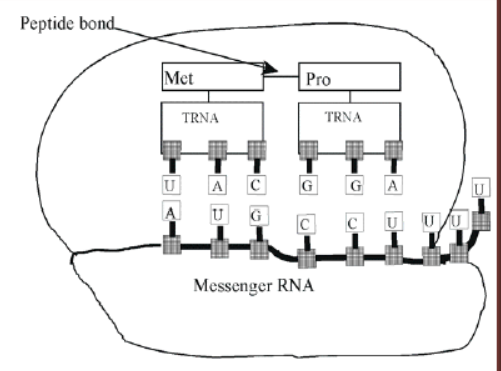 Peptide bond
Met Pro
TRNA TRNA
U A C G G A
U
A U G C C U U U
Messenger RNA